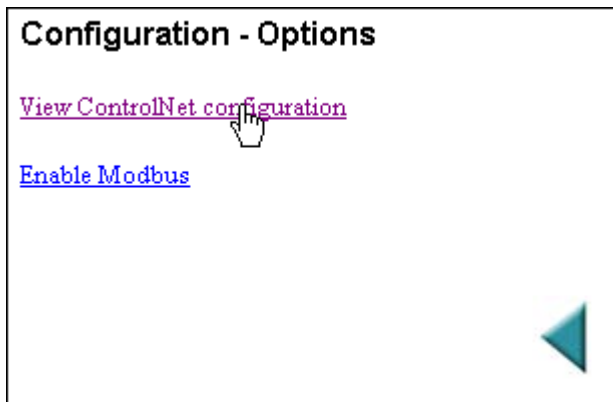 Configuration - Options
View ControlNet configuration
Enable Modbus